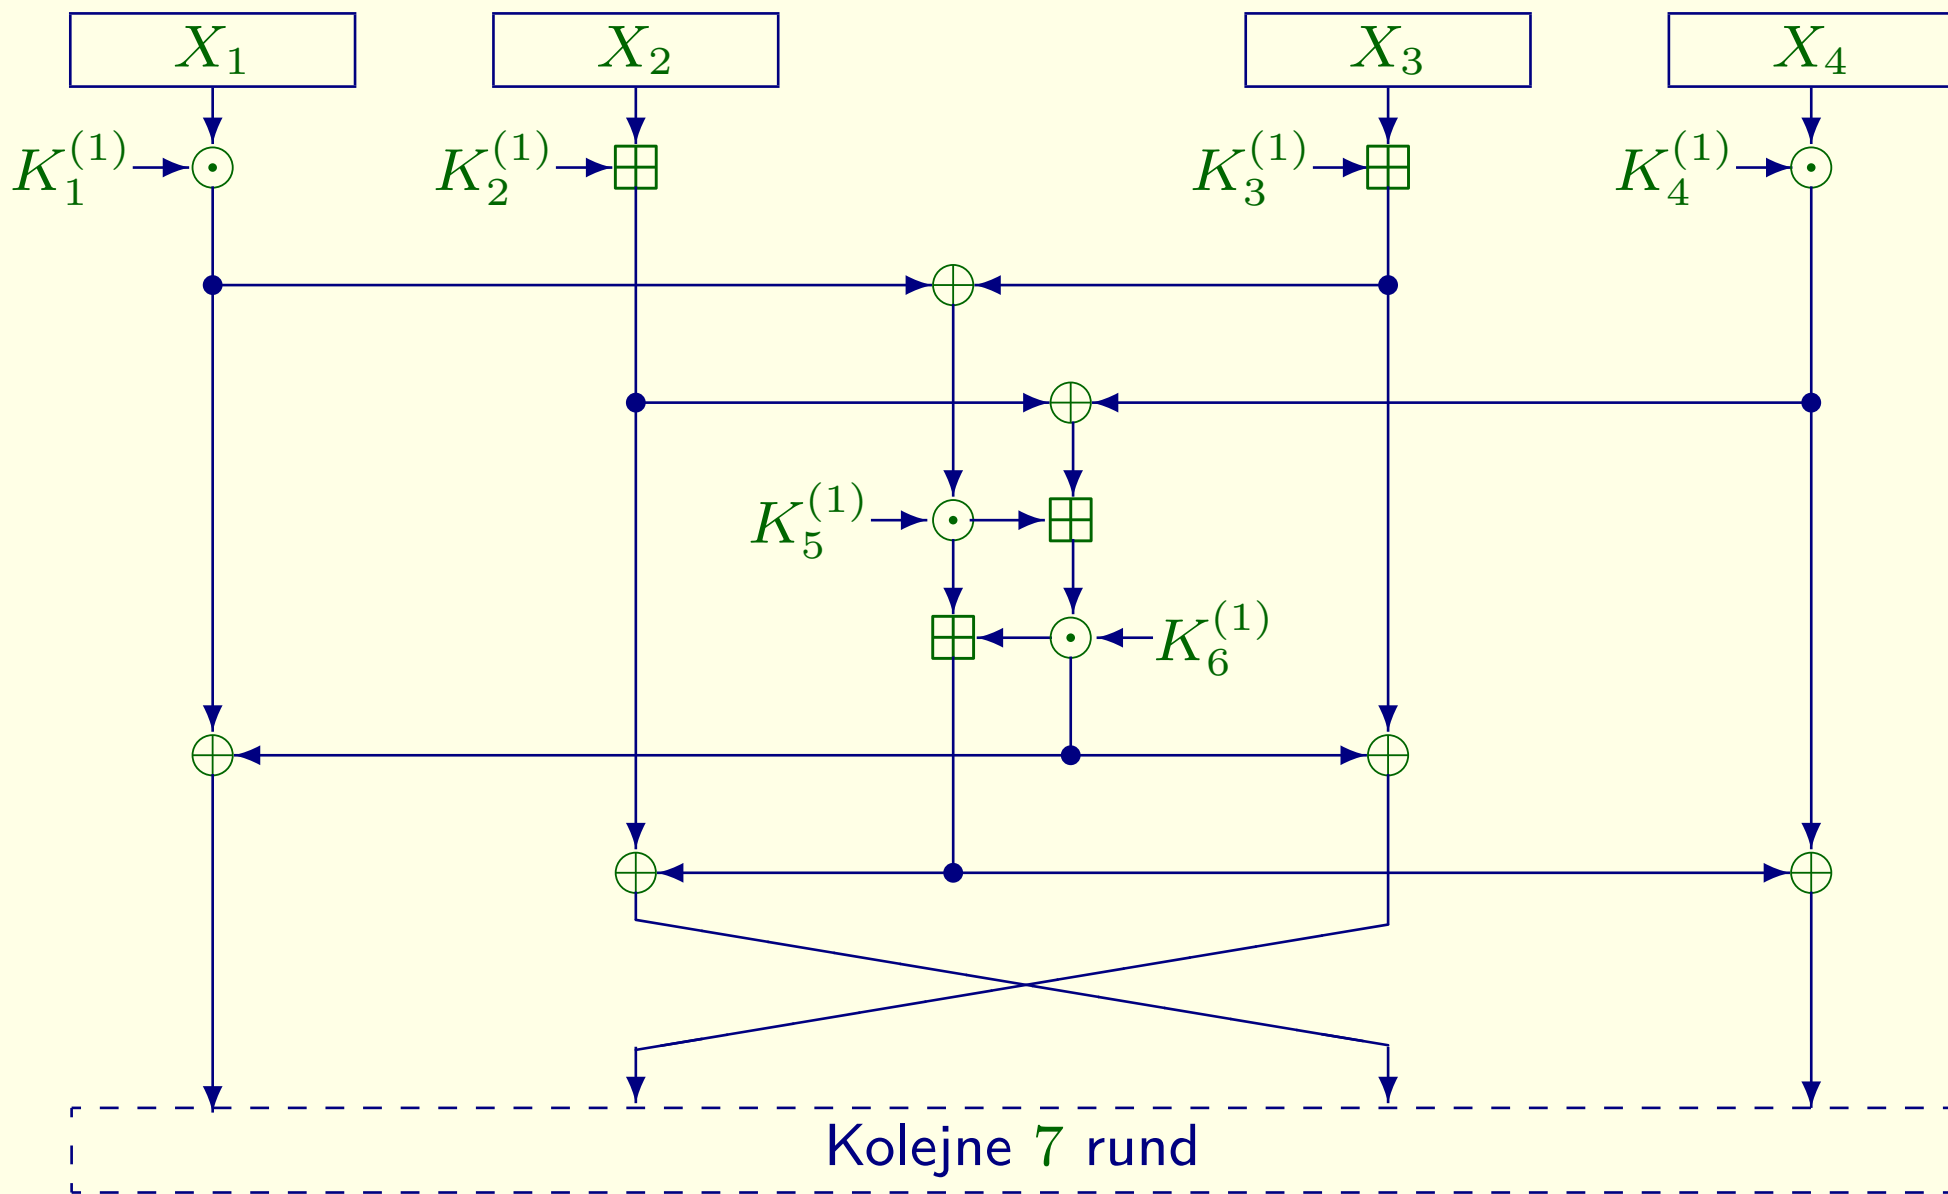 X₁ X₂ X₃ X₄
K₁⁽¹⁾ K₂⁽¹⁾ K₃⁽¹⁾ K₄⁽¹⁾
K₅⁽¹⁾
K₆⁽¹⁾
Kolejne 7 rund